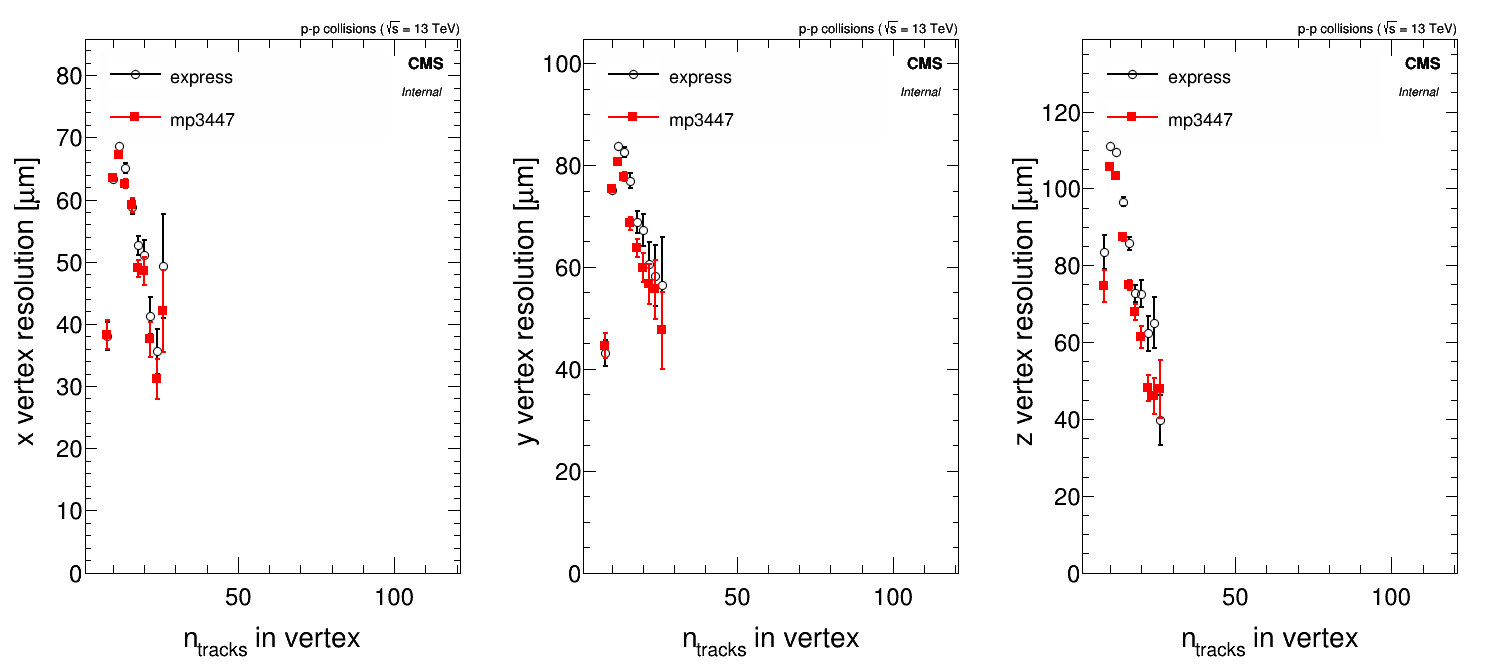 p-p collisions ( √s = 13 TeV)
CMS
Internal
express
mp3447
80
70
60
50
40
30
20
10
0
50
100
x vertex resolution [μm]
ntracks in vertex
p-p collisions ( √s = 13 TeV)
CMS
Internal
express
mp3447
100
80
60
40
20
0
50
100
y vertex resolution [μm]
ntracks in vertex
p-p collisions ( √s = 13 TeV)
CMS
Internal
express
mp3447
120
100
80
60
40
20
0
50
100
z vertex resolution [μm]
ntracks in vertex